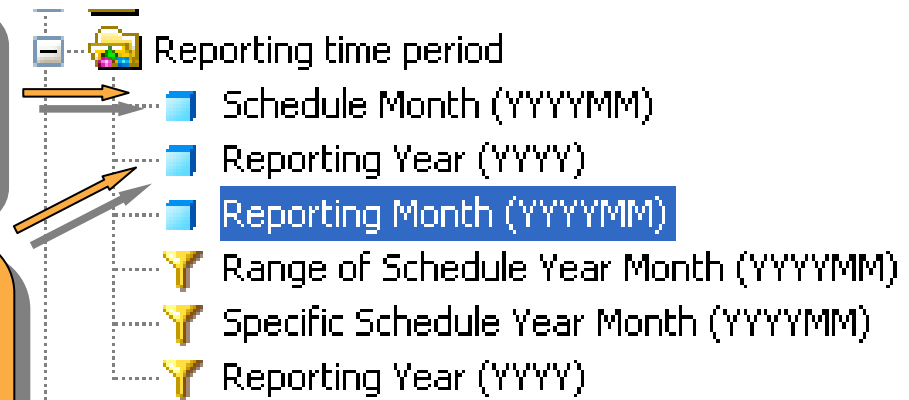 Reporting time period
Schedule Month (YYYYMM)
Reporting Year (YYYY)
Reporting Month (YYYYMM)
Range of Schedule Year Month (YYYYMM)
Specific Schedule Year Month (YYYYMM)
Reporting Year (YYYY)